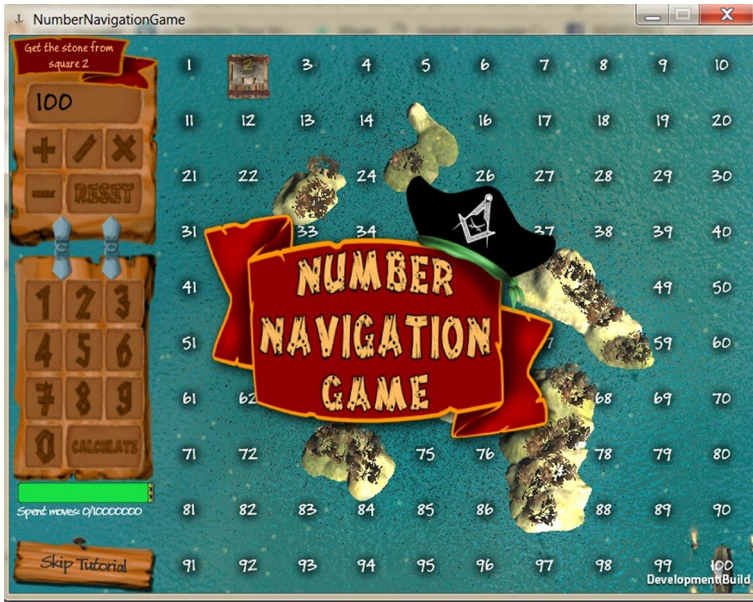 NumberNavigationGame
Get the stone from
square 2
100
+ / ×
- RESET
1 2 3
4 5 6
7 8 9
0 CALCULATE
Spent moves: 0/10000000
Skip Tutorial
1 2 3 4 5 6 7 8 9 10
11 12 13 14 16 17 18 19 20
21 22 24 26 27 28 29 30
31 33 34 37 38 39 40
41 49 50
51 59 60
61 62 68 69 70
71 72 75 76 78 79 80
81 82 83 84 85 86 88 89 90
91 92 93 94 95 96 97 98 99 100
NUMBER
NAVIGATION
GAME
Development Build